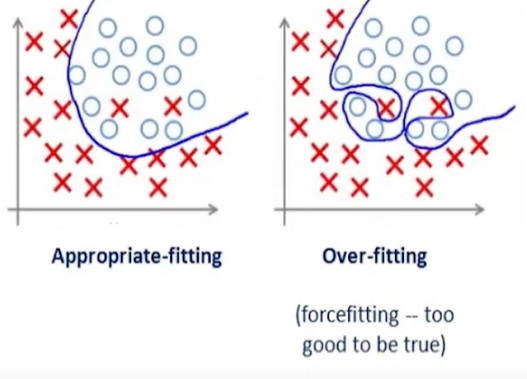 Appropriate-fitting
Over-fitting
(forcefitting -- too
good to be true)